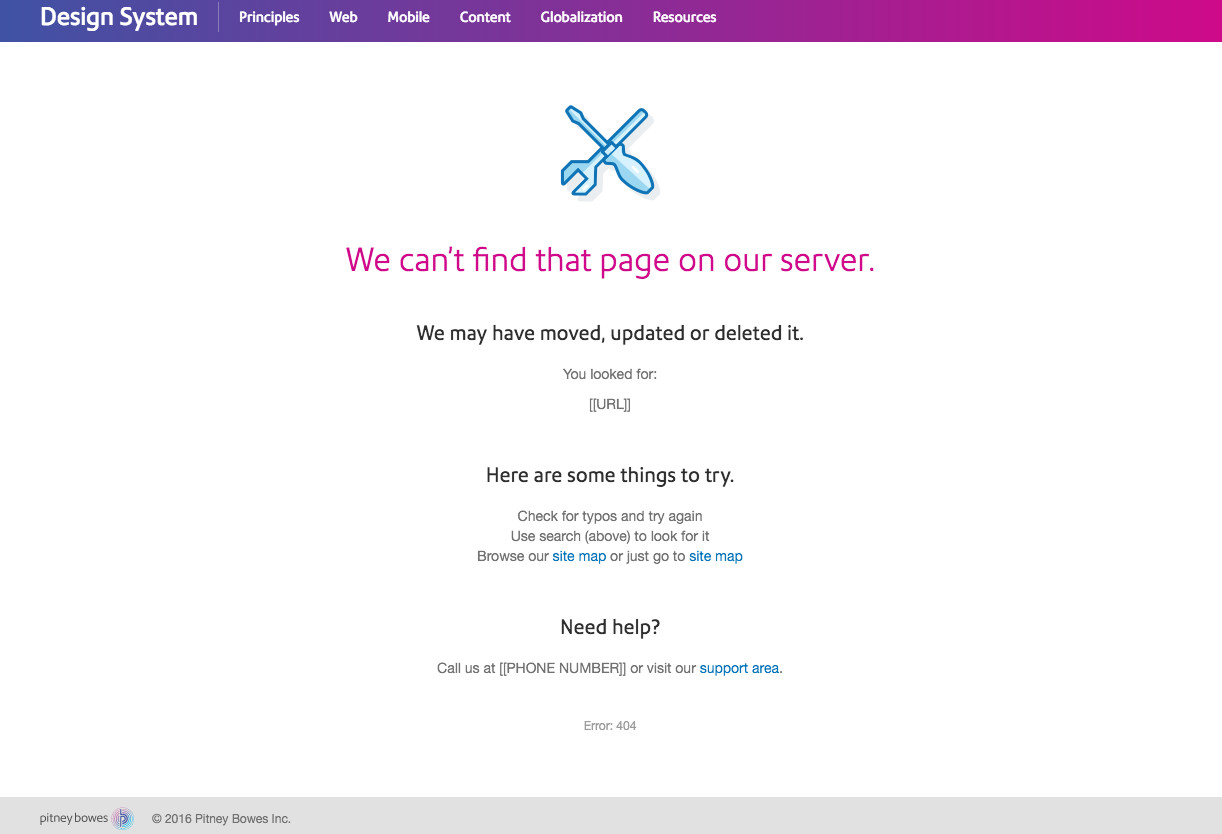 Design System Principles Web Mobile Content Globalization Resources
We can't find that page on our server.
We may have moved, updated or deleted it.
You looked for:
[[URL]]
Here are some things to try.
Check for typos and try again
Use search (above) to look for it
Browse our site map or just go to site map
Need help?
Call us at [[PHONE NUMBER]] or visit our support area.
Error: 404
pitney bowes © 2016 Pitney Bowes Inc.